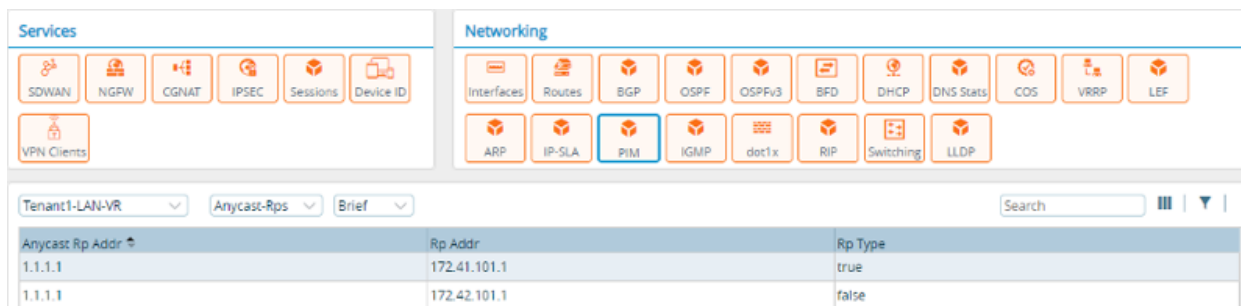 Services
SDWAN NGFW CGNAT IPSEC Sessions Device ID
VPN Clients
Networking
Interfaces Routes BGP OSPF OSPFv3 BFD DHCP DNS Stats COS VRRP LEF
ARP IP-SLA PIM IGMP dot1x RIP Switching LLDP
Tenant1-LAN-VR Anycast-Rps Brief Search
Anycast Rp Addr Rp Addr Rp Type
1.1.1.1 172.41.101.1 true
1.1.1.1 172.42.101.1 false